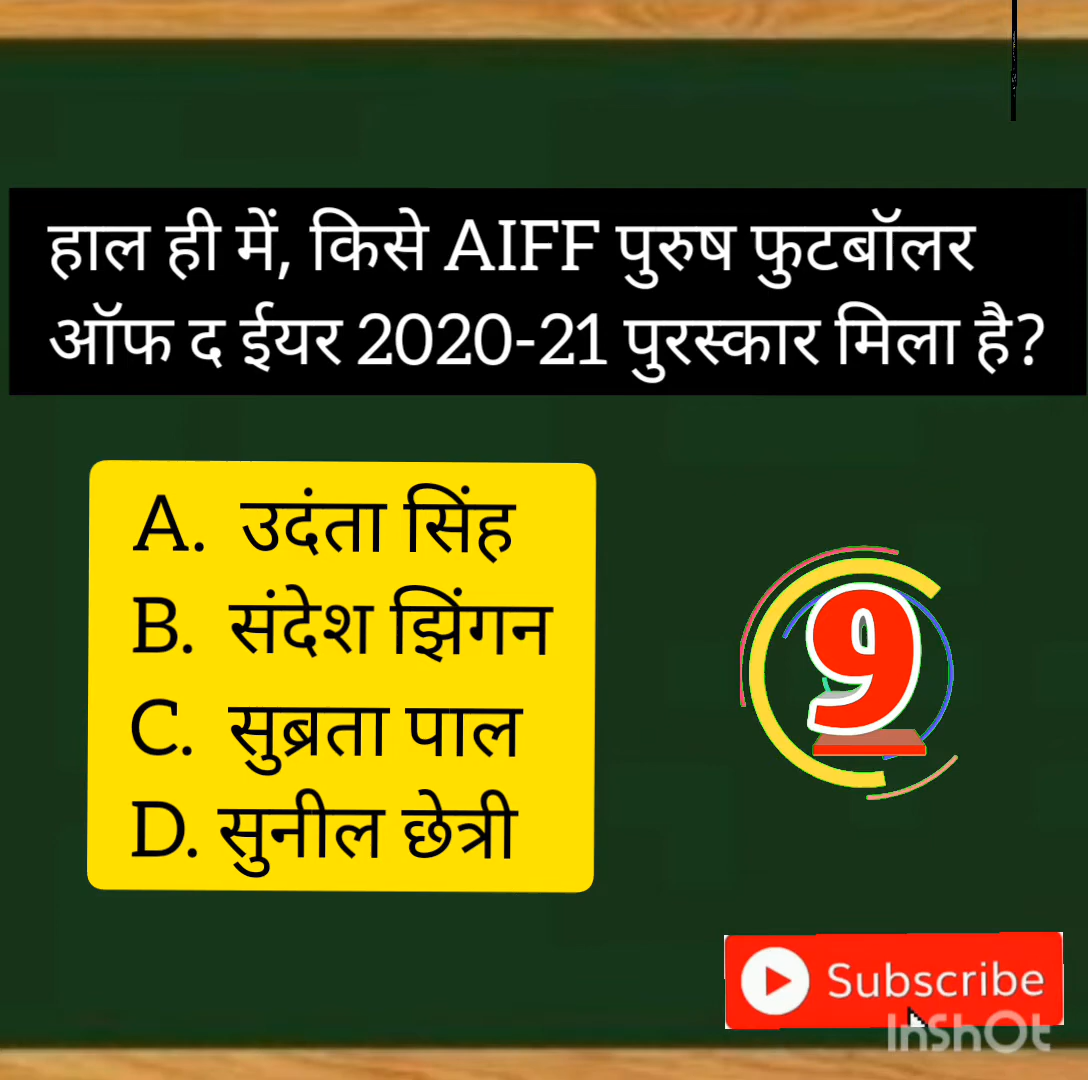 हाल ही में, किसे AIFF पुरुष फुटबॉलर
ऑफ द ईयर 2020-21 पुरस्कार मिला है?
A. उदंता सिंह
B. संदेश झिंगन
C. सुब्रता पाल
D. सुनील छेत्री
9
Subscribe
InShOt